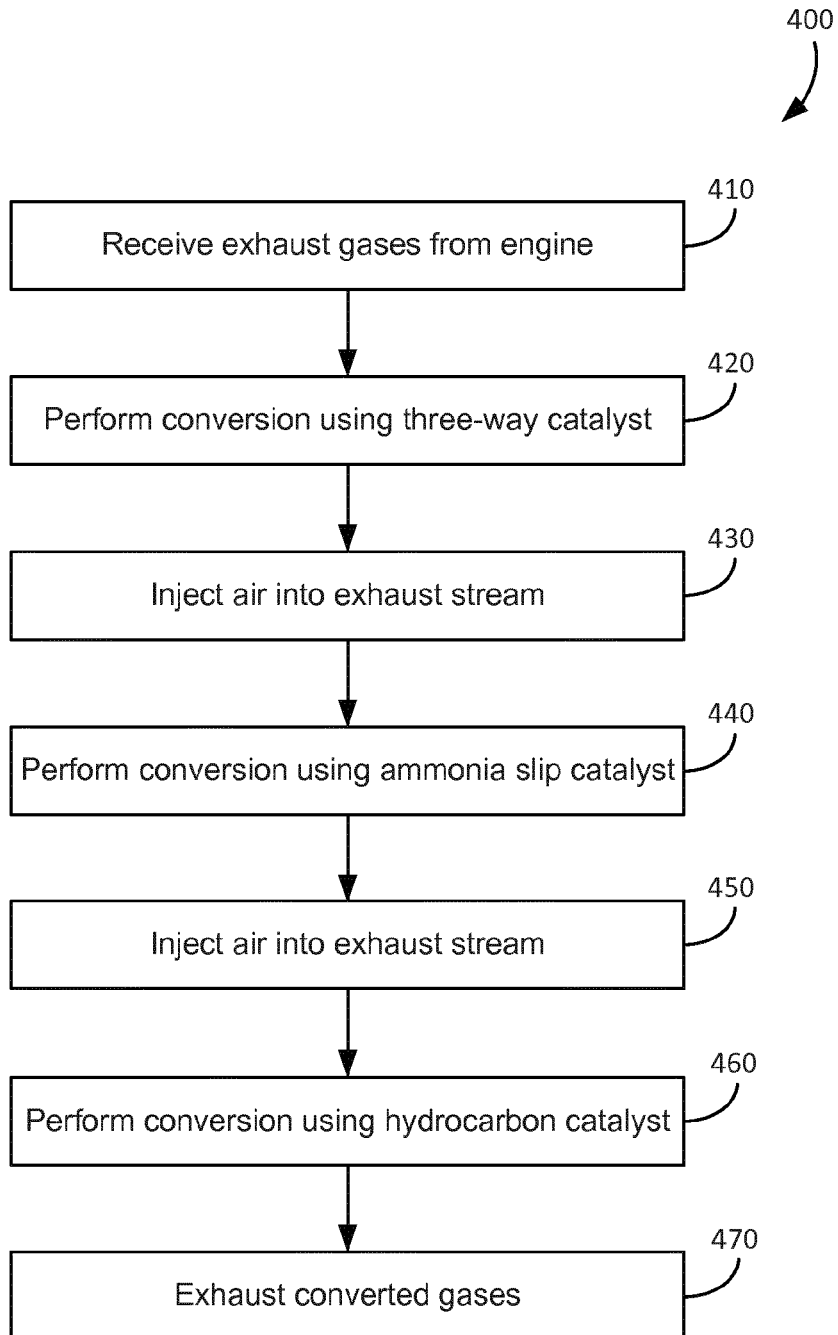 400
410
Receive exhaust gases from engine
420
Perform conversion using three-way catalyst
430
Inject air into exhaust stream
440
Perform conversion using ammonia slip catalyst
450
Inject air into exhaust stream
460
Perform conversion using hydrocarbon catalyst
470
Exhaust converted gases